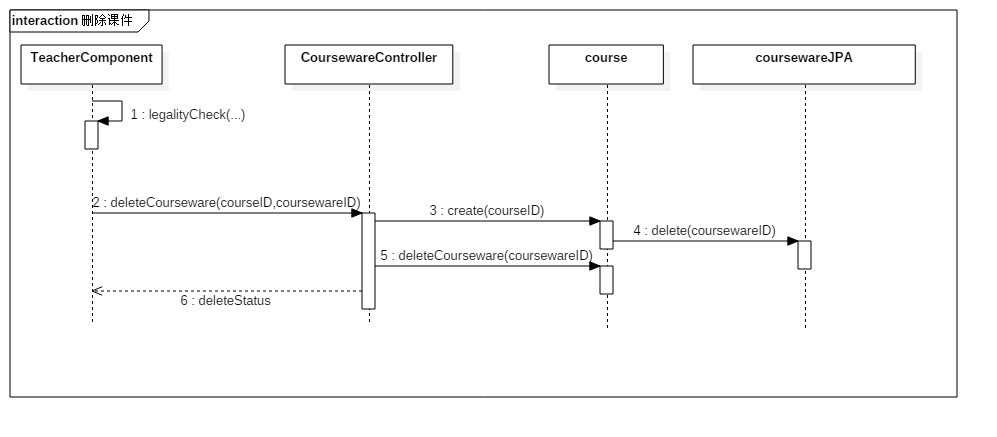 interaction 删除课件
TeacherComponent
CoursewareController
course
coursewareJPA
1 : legalityCheck(...)
2 : deleteCourseware(courseID,coursewareID)
3 : create(courseID)
4 : delete(coursewareID)
5 : deleteCourseware(coursewareID)
6 : deleteStatus